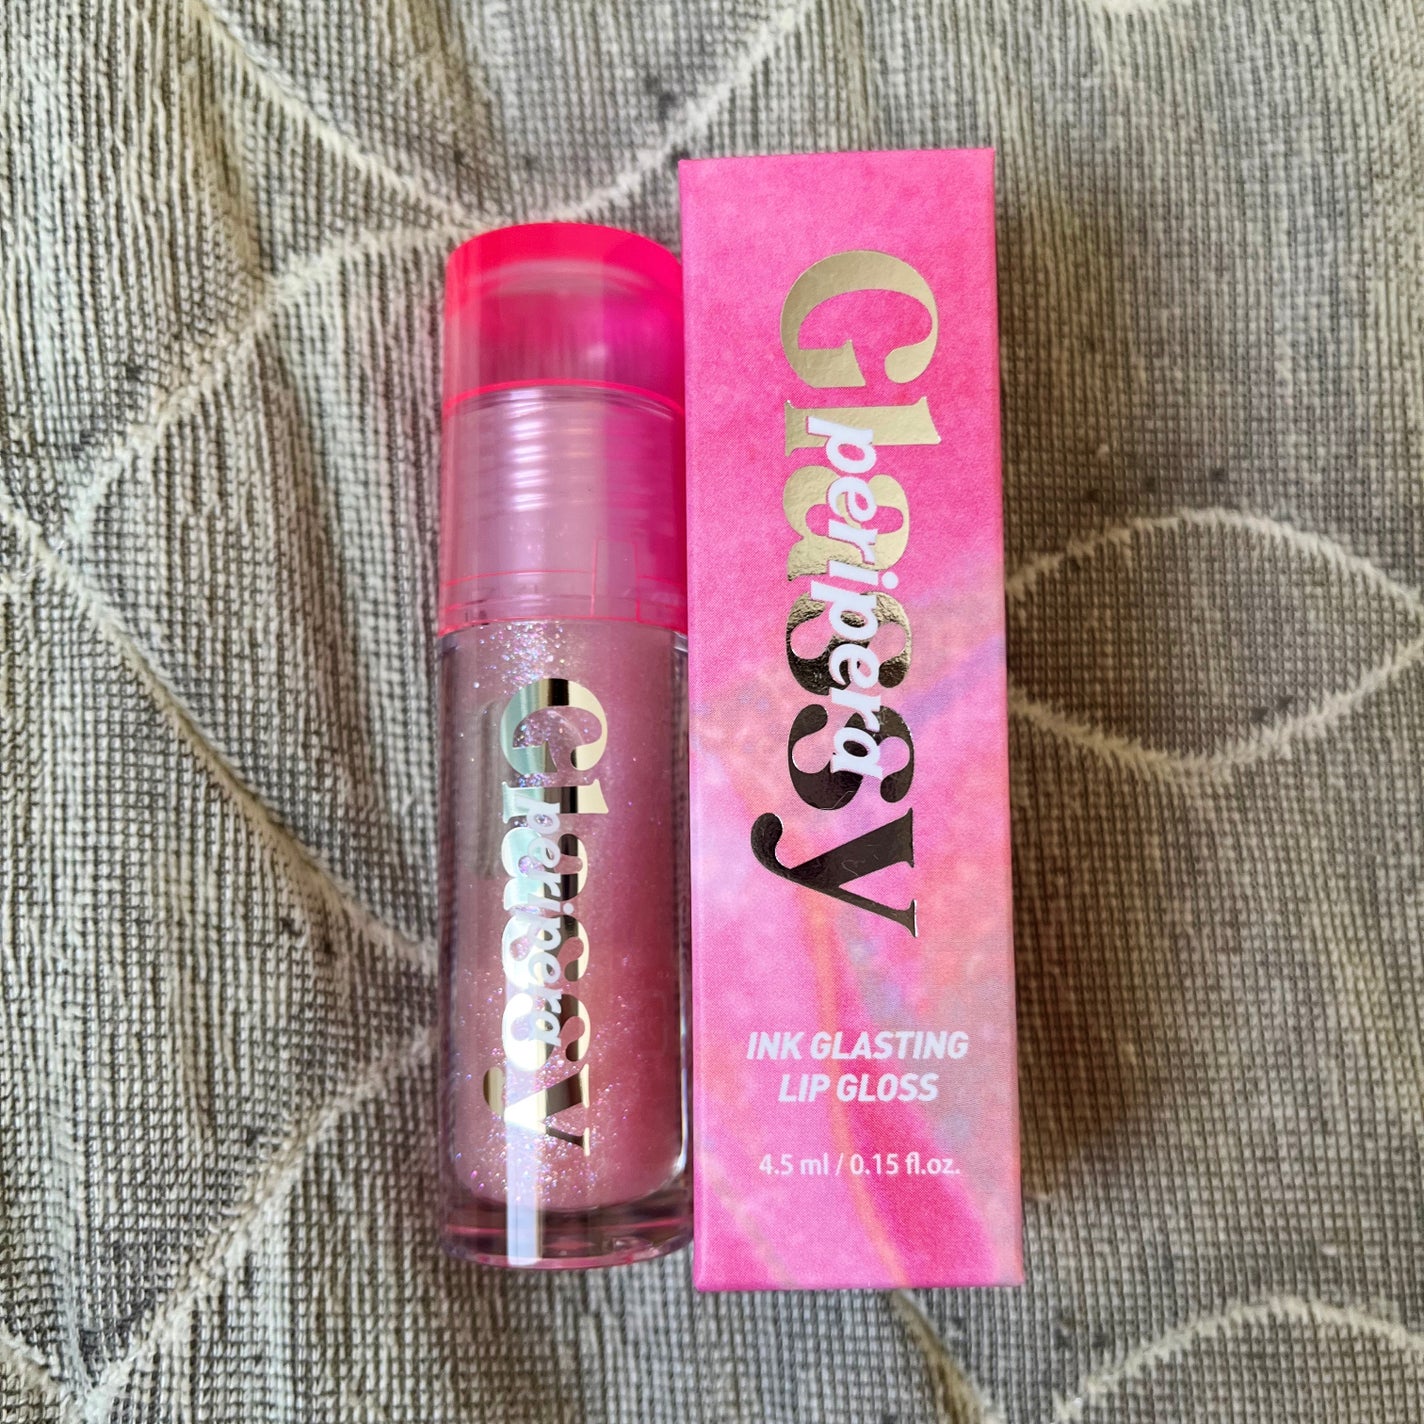 Glassy
peripera
Glassy
peripera
INK GLASTING
LIP GLOSS
4.5 ml / 0.15 fl.oz.